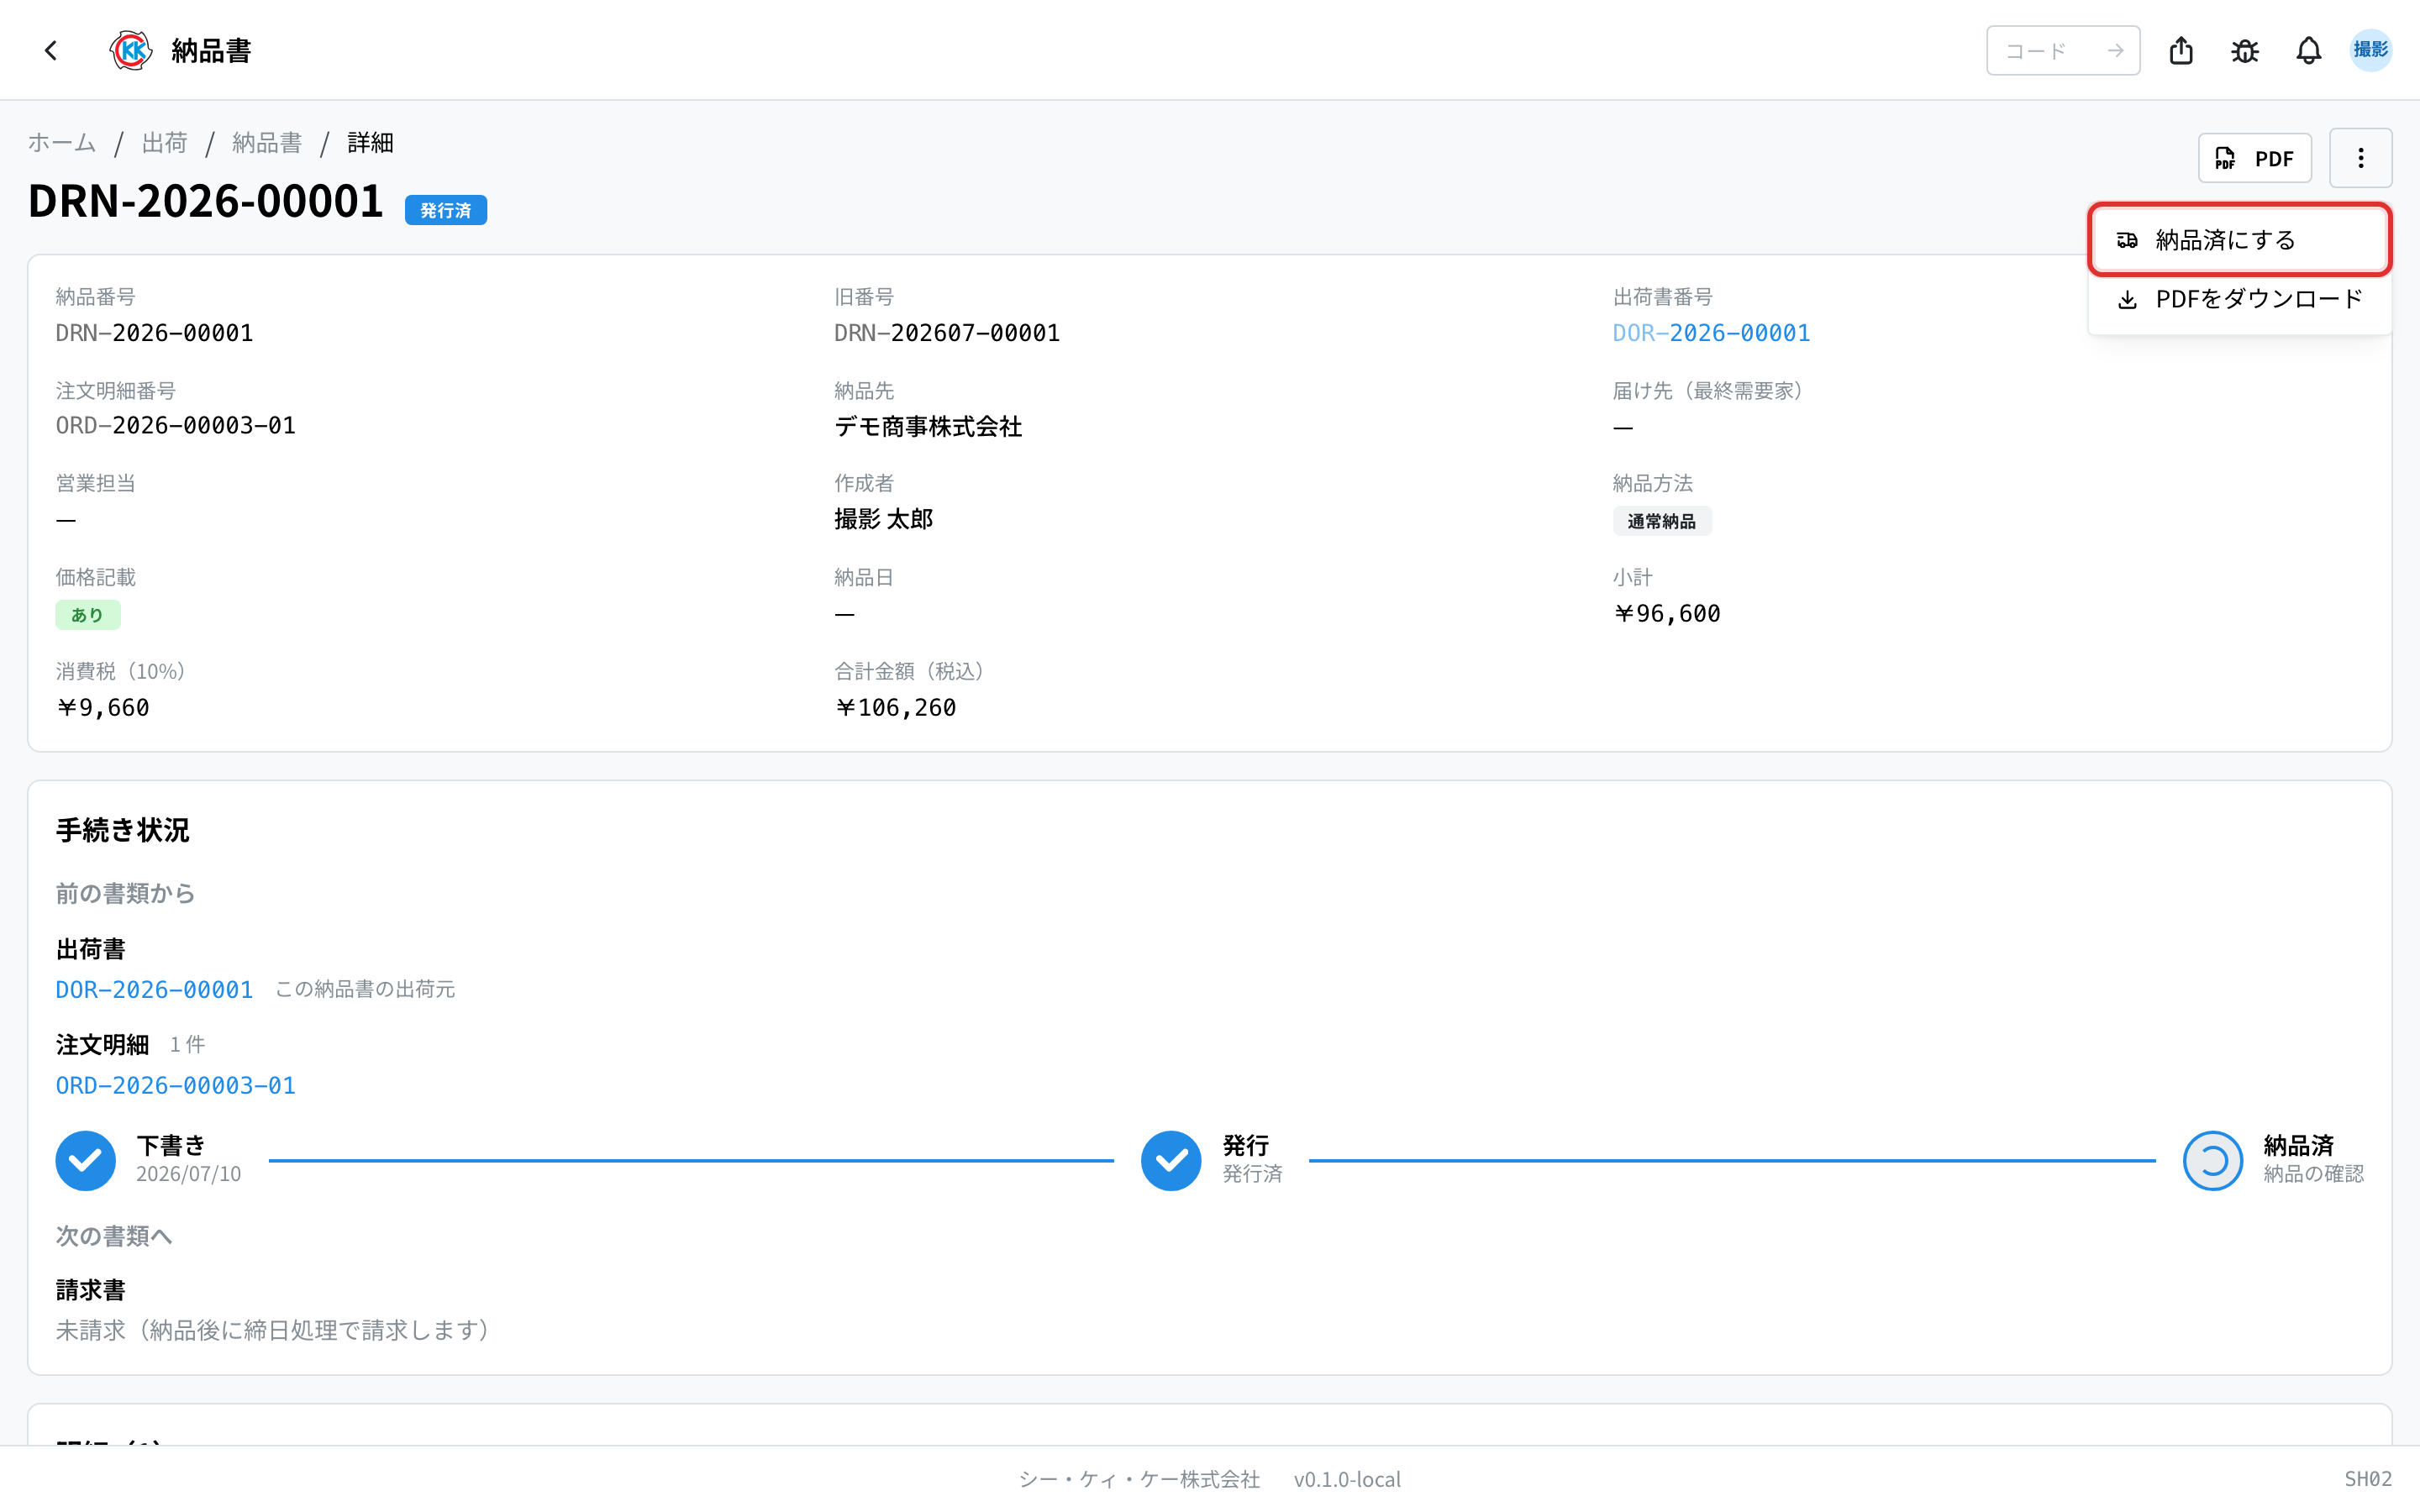 CKK 納品書
コード
撮影
ホーム / 出荷 / 納品書 / 詳細
PDF PDF
DRN-2026-00001 発行済
納品済にする
PDFをダウンロード
納品番号 旧番号 出荷書番号
DRN-2026-00001 DRN-202607-00001 DOR-2026-00001
注文明細番号 納品先 届け先（最終需要家）
ORD-2026-00003-01 デモ商事株式会社 —
営業担当 作成者 納品方法
— 撮影 太郎 通常納品
価格記載 納品日 小計
あり — ¥96,600
消費税（10%） 合計金額（税込）
¥9,660 ¥106,260
手続き状況
前の書類から
出荷書
DOR-2026-00001 この納品書の出荷元
注文明細 1 件
ORD-2026-00003-01
下書き 発行 納品済
2026/07/10 発行済 納品の確認
次の書類へ
請求書
未請求（納品後に締日処理で請求します）
シー・ケィ・ケー株式会社 v0.1.0-local SH02